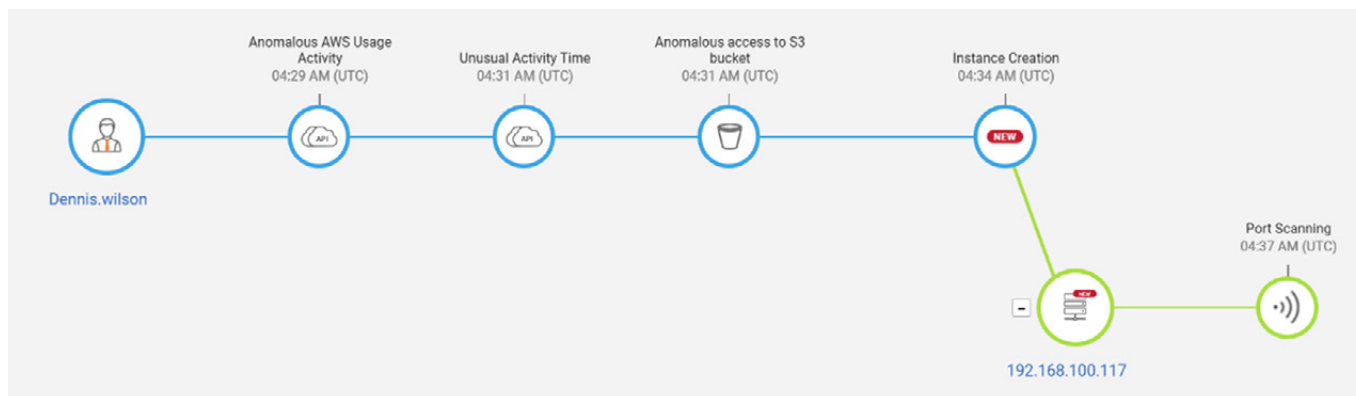 Anomalous AWS Usage
Activity
04:29 AM (UTC)
Unusual Activity Time
04:31 AM (UTC)
Anomalous access to S3
bucket
04:31 AM (UTC)
Instance Creation
04:34 AM (UTC)
API
API
NEW
Dennis.wilson
Port Scanning
04:37 AM (UTC)
NEW
-
192.168.100.117